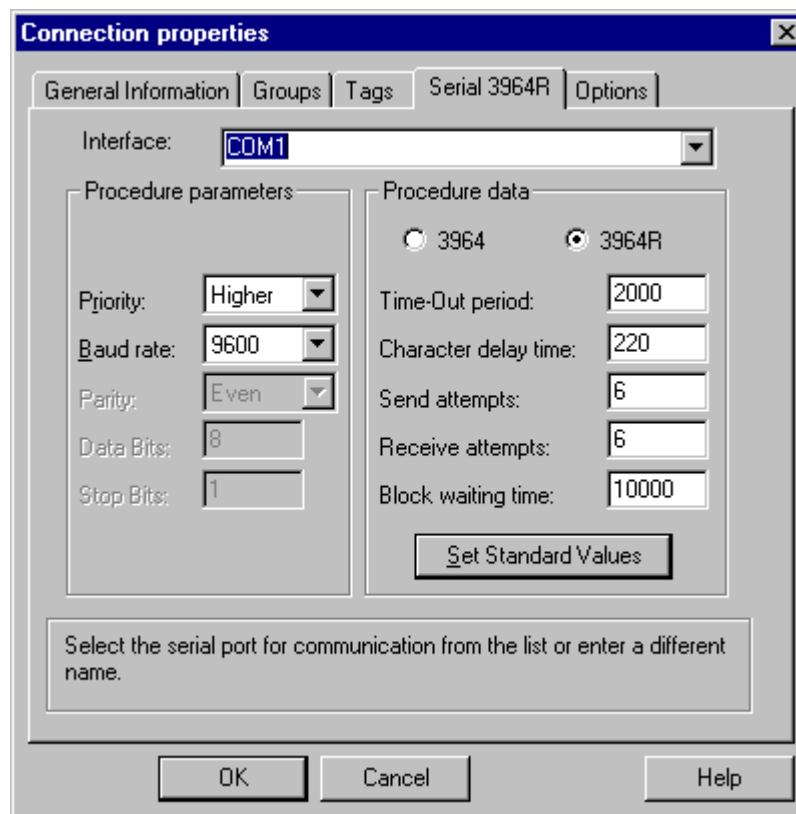 Connection properties
General Information Groups Tags Serial 3964R Options
Interface: COM1
Procedure parameters
Priority: Higher
Baud rate: 9600
Parity: Even
Data Bits: 8
Stop Bits: 1
Procedure data
3964 3964R
Time-Out period: 2000
Character delay time: 220
Send attempts: 6
Receive attempts: 6
Block waiting time: 10000
Set Standard Values
Select the serial port for communication from the list or enter a different
name.
OK Cancel Help